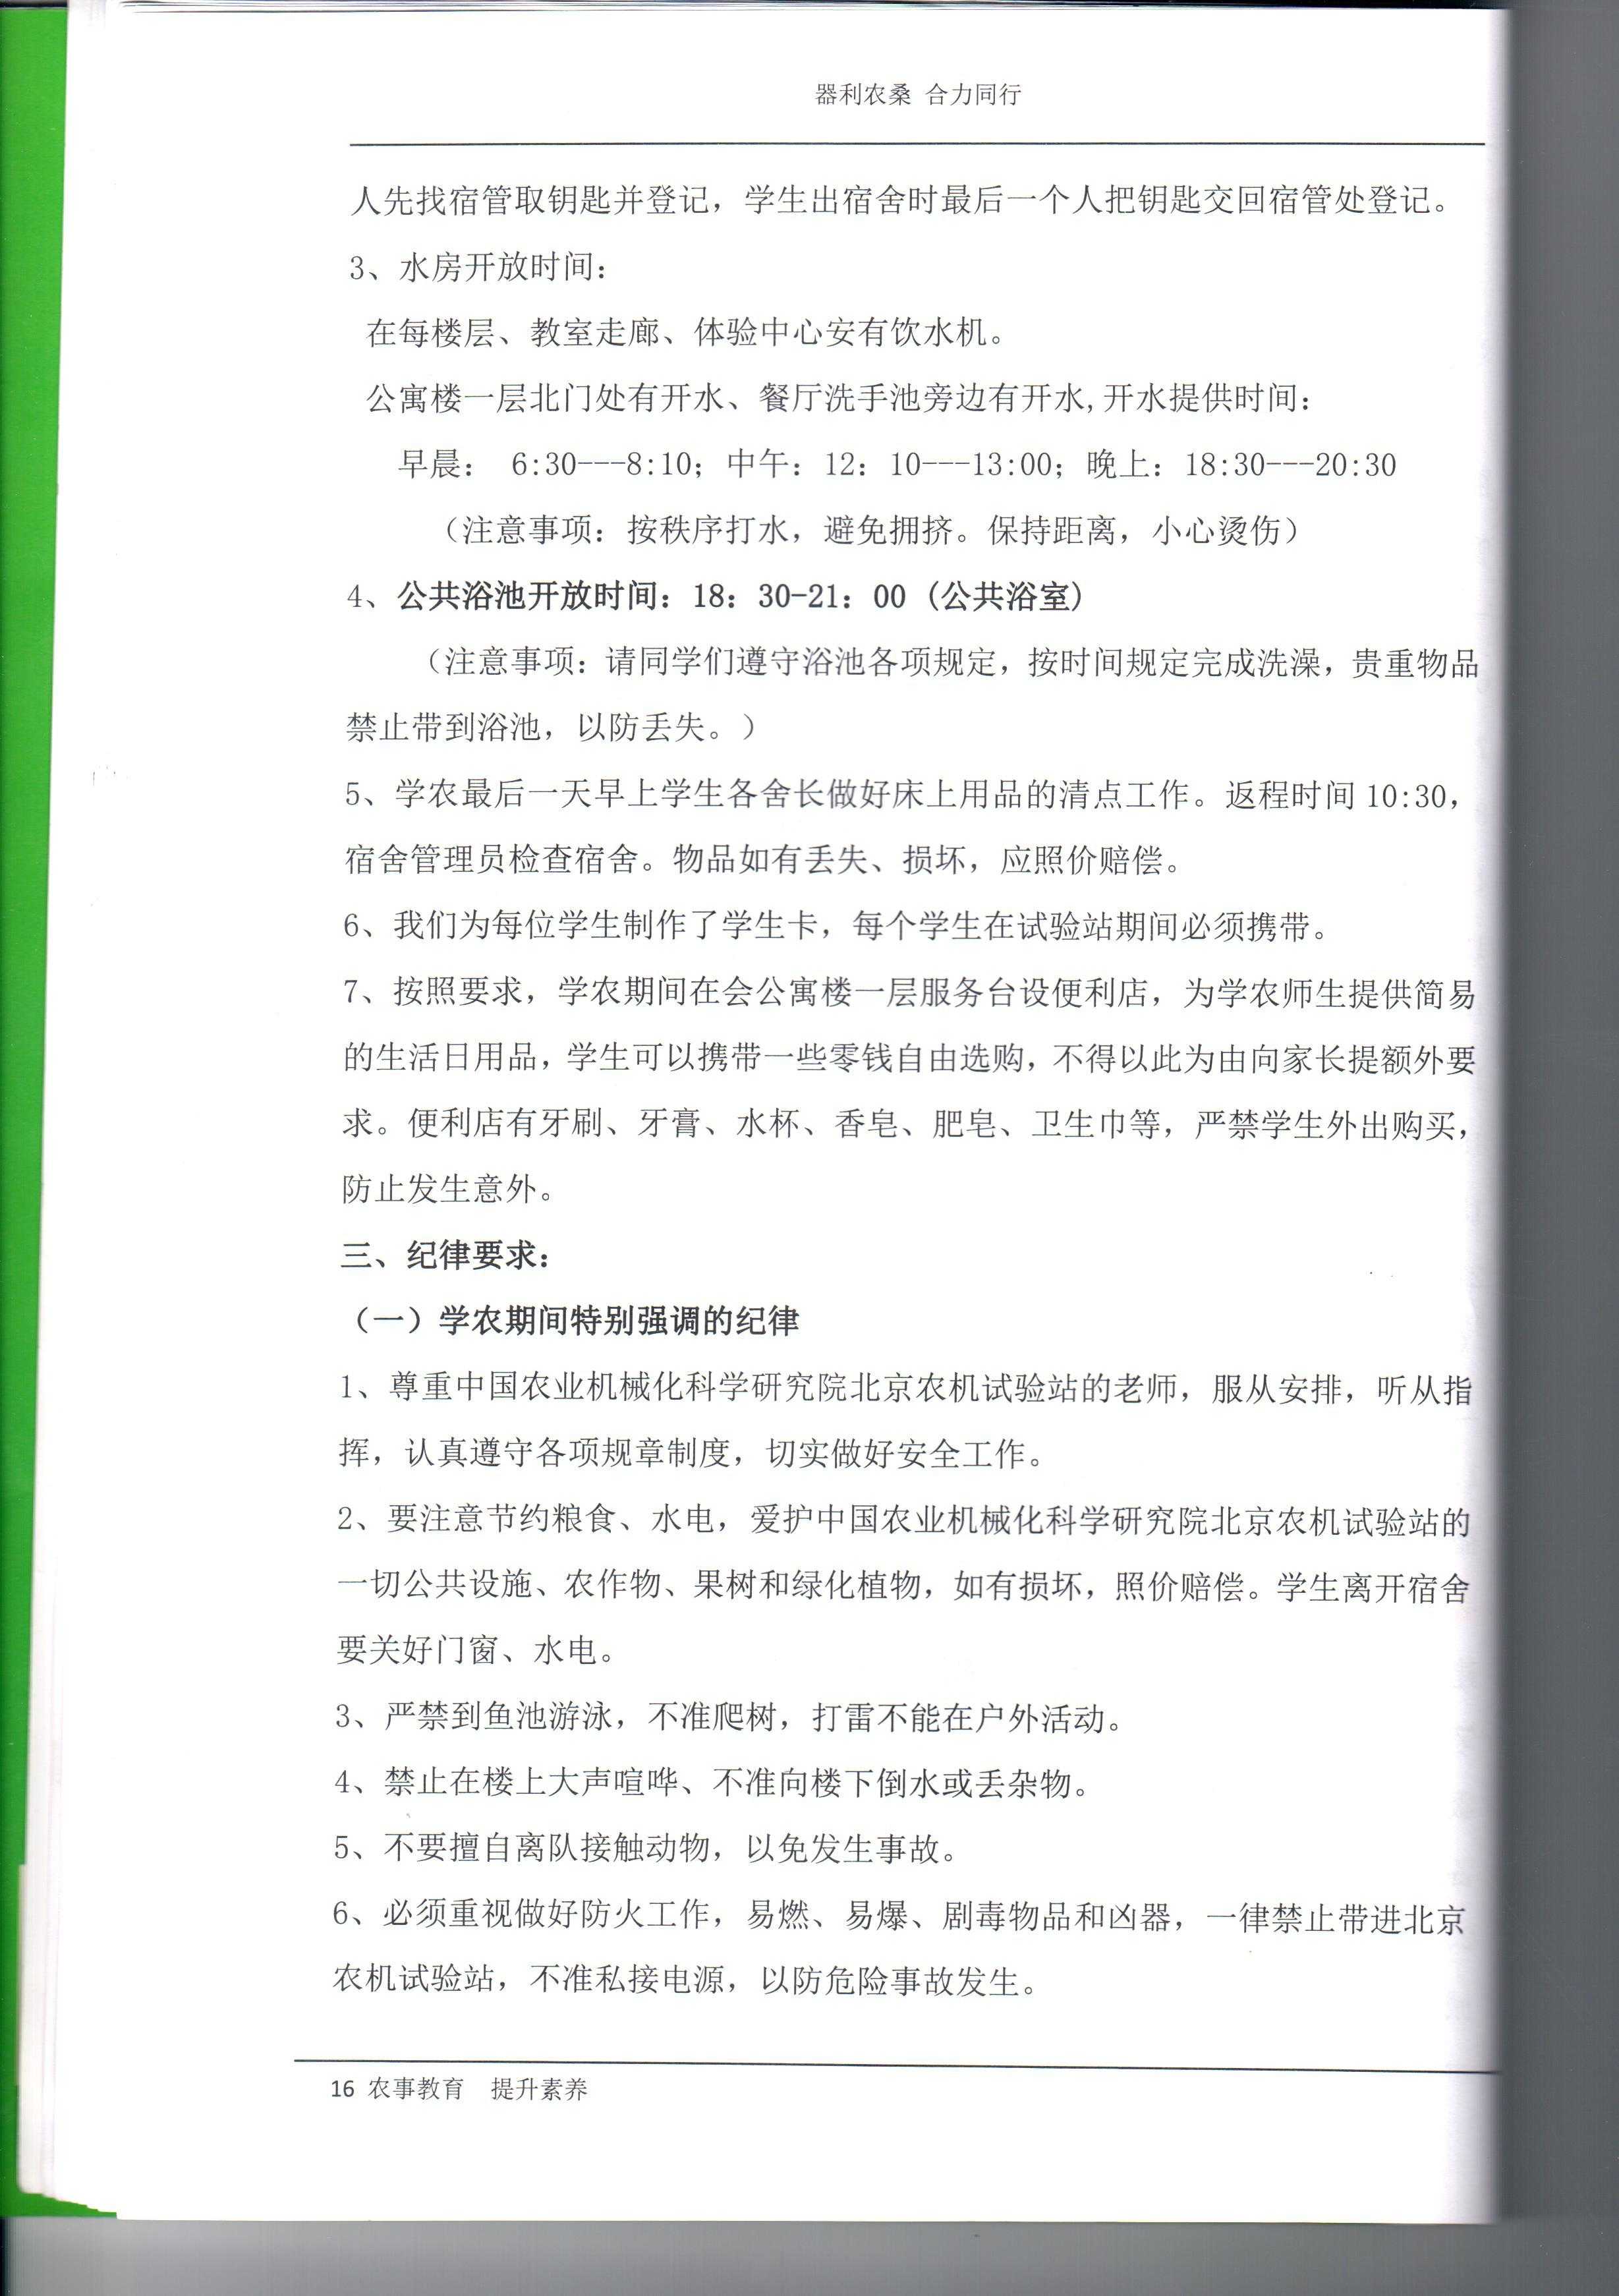 器利农桑 合力同行
人先找宿管取钥匙并登记，学生出宿舍时最后一个人把钥匙交回宿管处登记。
3、水房开放时间：
在每楼层、教室走廊、体验中心安有饮水机。
公寓楼一层北门处有开水、餐厅洗手池旁边有开水,开水提供时间：
早晨： 6:30---8:10；中午：12：10---13:00；晚上：18:30---20:30
（注意事项：按秩序打水，避免拥挤。保持距离，小心烫伤）
4、公共浴池开放时间：18：30-21：00 (公共浴室)
（注意事项：请同学们遵守浴池各项规定，按时间规定完成洗澡，贵重物品
禁止带到浴池，以防丢失。）
5、学农最后一天早上学生各舍长做好床上用品的清点工作。返程时间 10:30，
宿舍管理员检查宿舍。物品如有丢失、损坏，应照价赔偿。
6、我们为每位学生制作了学生卡，每个学生在试验站期间必须携带。
7、按照要求，学农期间在会公寓楼一层服务台设便利店，为学农师生提供简易
的生活日用品，学生可以携带一些零钱自由选购，不得以此为由向家长提额外要
求。便利店有牙刷、牙膏、水杯、香皂、肥皂、卫生巾等，严禁学生外出购买，
防止发生意外。
三、纪律要求：
（一）学农期间特别强调的纪律
1、尊重中国农业机械化科学研究院北京农机试验站的老师，服从安排，听从指
挥，认真遵守各项规章制度，切实做好安全工作。
2、要注意节约粮食、水电，爱护中国农业机械化科学研究院北京农机试验站的
一切公共设施、农作物、果树和绿化植物，如有损坏，照价赔偿。学生离开宿舍
要关好门窗、水电。
3、严禁到鱼池游泳，不准爬树，打雷不能在户外活动。
4、禁止在楼上大声喧哗、不准向楼下倒水或丢杂物。
5、不要擅自离队接触动物，以免发生事故。
6、必须重视做好防火工作，易燃、易爆、剧毒物品和凶器，一律禁止带进北京
农机试验站，不准私接电源，以防危险事故发生。
16 农事教育 提升素养